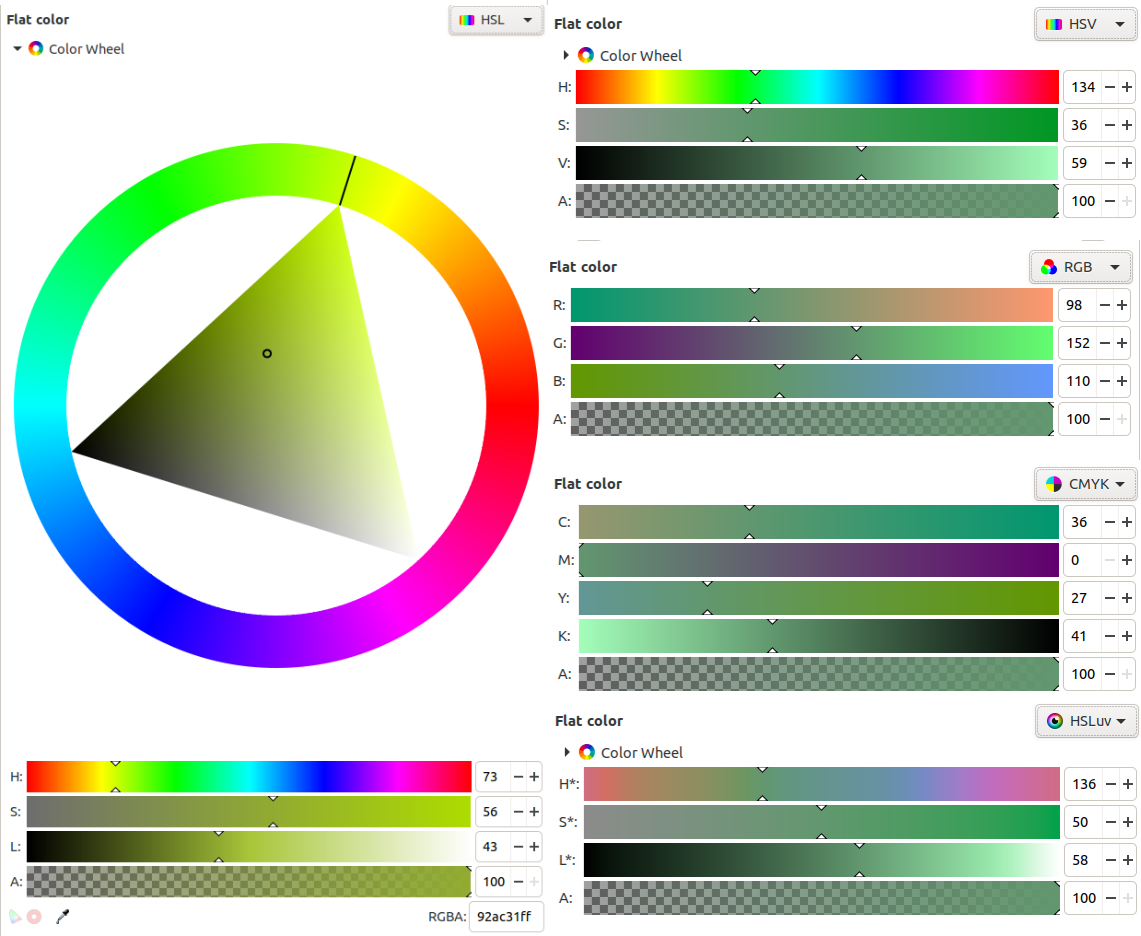 Flat color
HSL
Color Wheel
H: 73
S: 56
L: 43
A: 100
RGBA: 92ac31ff
Flat color
HSV
Color Wheel
H: 134
S: 36
V: 59
A: 100
Flat color
RGB
R: 98
G: 152
B: 110
A: 100
Flat color
CMYK
C: 36
M: 0
Y: 27
K: 41
A: 100
Flat color
HSLuv
Color Wheel
H*: 136
S*: 50
L*: 58
A: 100